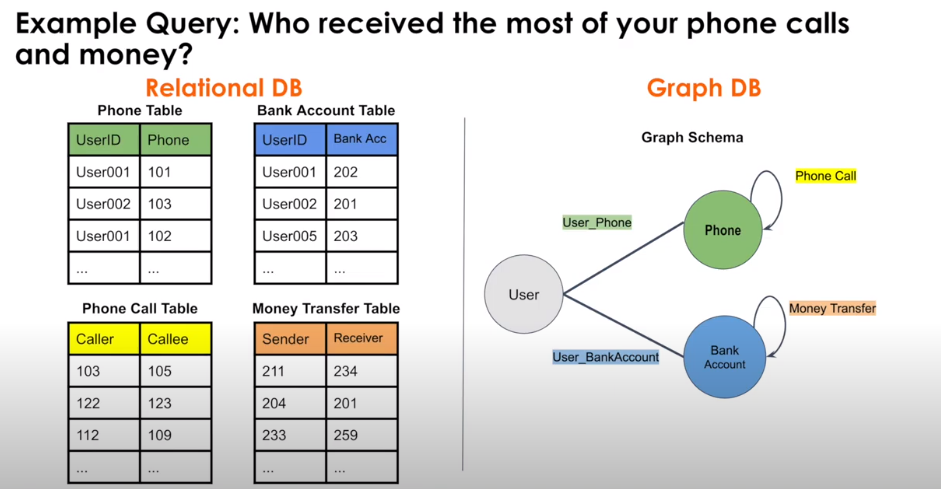 Example Query: Who received the most of your phone calls
and money?
Relational DB
Phone Table
UserID Phone
User001 101
User002 103
User001 102
... ...
Bank Account Table
UserID Bank Acc
User001 202
User002 201
User005 203
... ...
Phone Call Table
Caller Callee
103 105
122 123
112 109
... ...
Money Transfer Table
Sender Receiver
211 234
204 201
233 259
... ...
Graph DB
Graph Schema
Phone Call
User_Phone
Phone
User
Money Transfer
User_BankAccount
Bank
Account